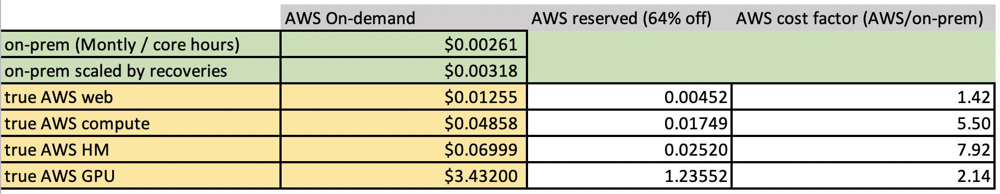 AWS On-demand AWS reserved (64% off) AWS cost factor (AWS/on-prem)
on-prem (Montly / core hours) $0.00261
on-prem scaled by recoveries $0.00318
true AWS web $0.01255 0.00452 1.42
true AWS compute $0.04858 0.01749 5.50
true AWS HM $0.06999 0.02520 7.92
true AWS GPU $3.43200 1.23552 2.14